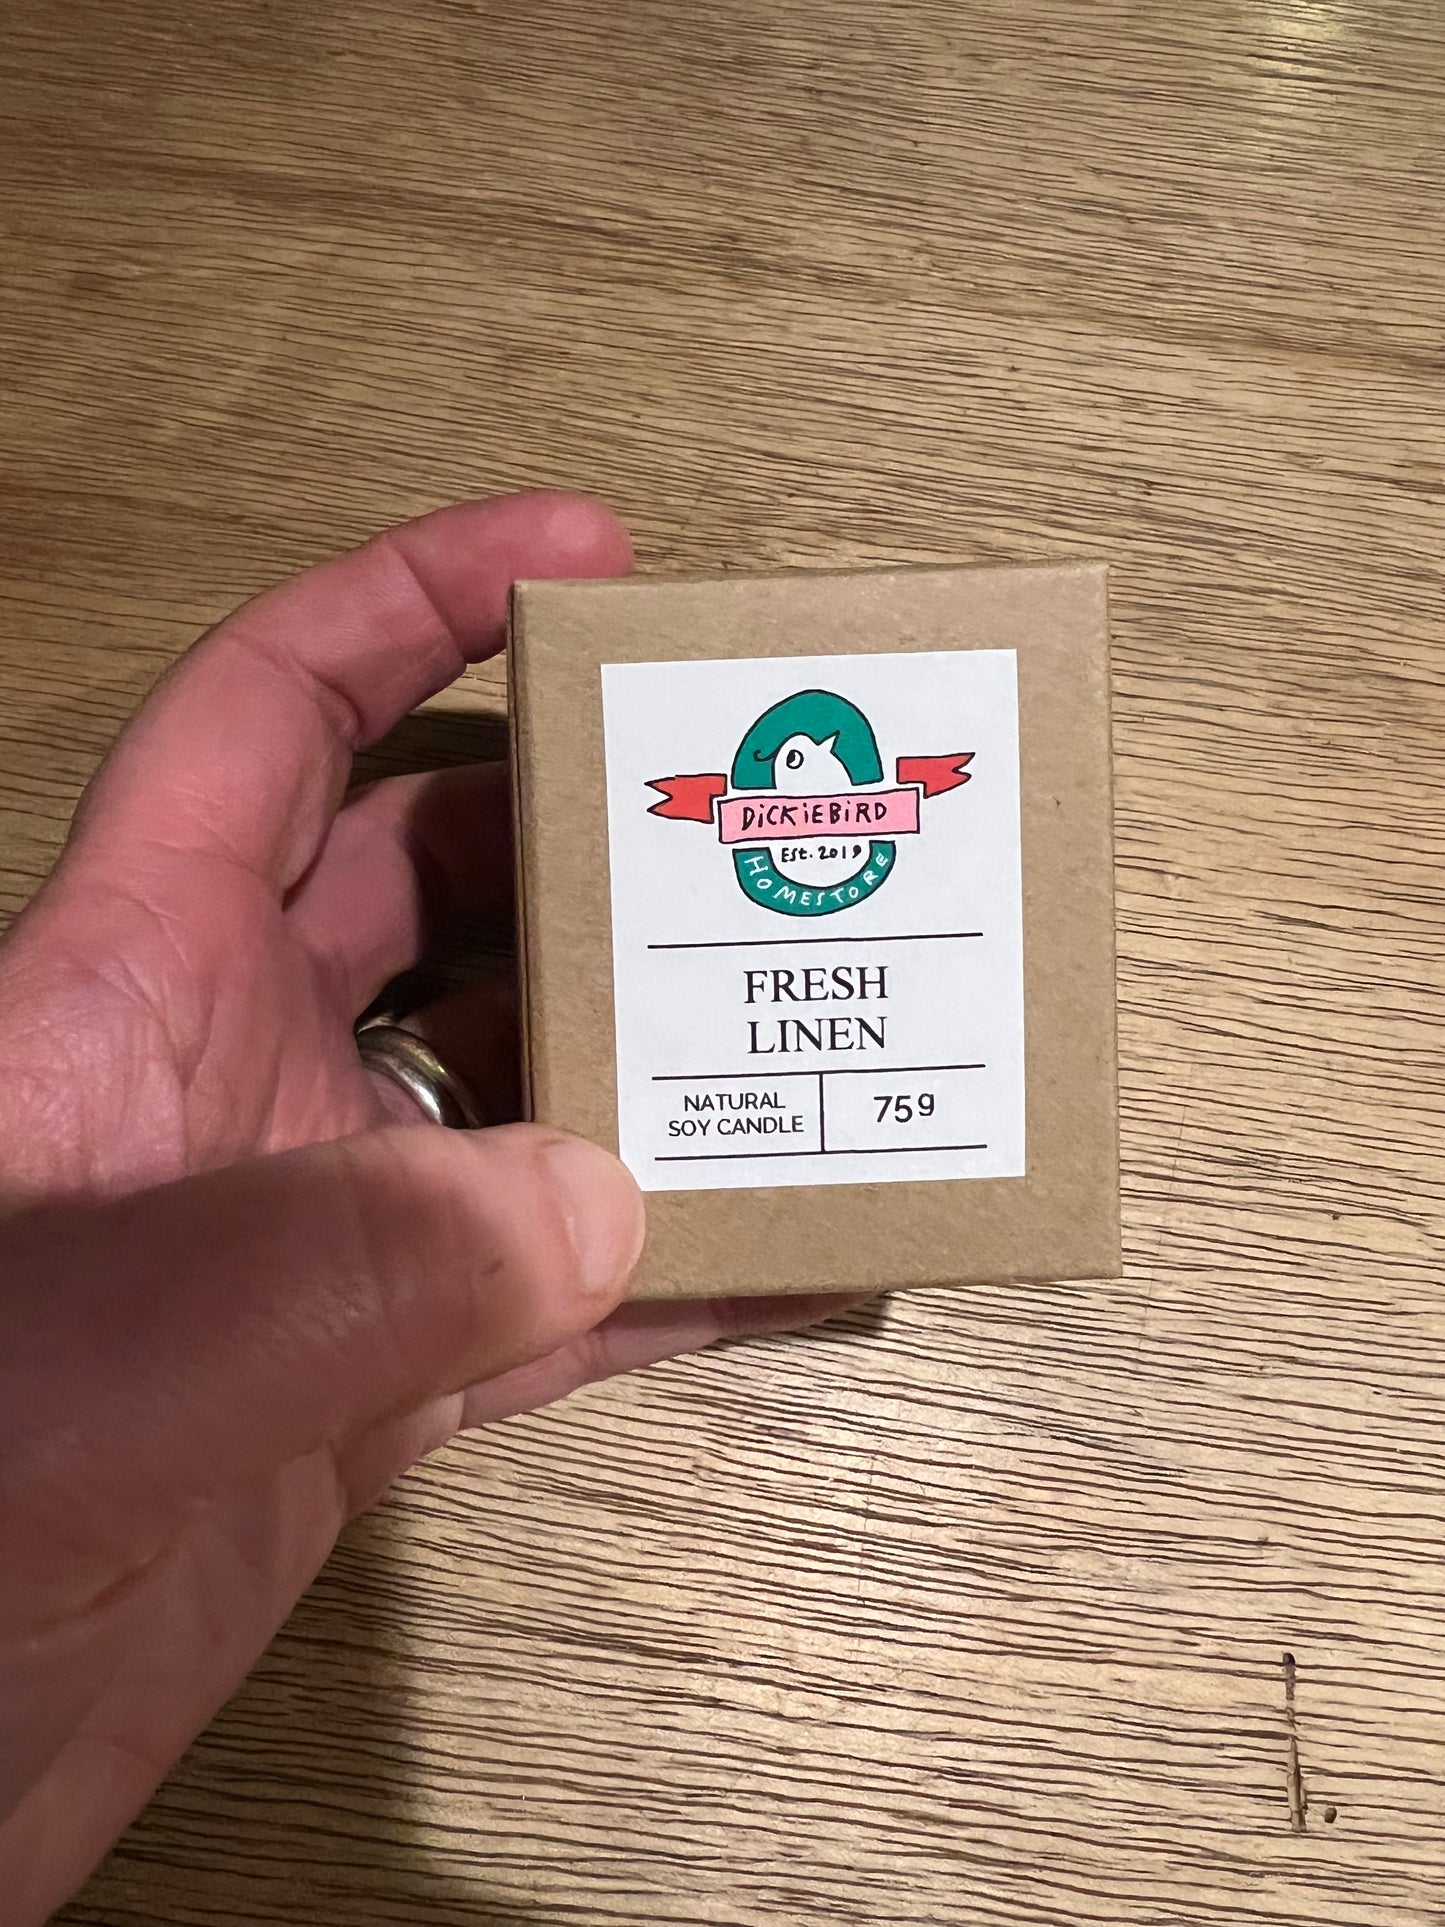 DiCKiEBiRD
Est. 2019
HOMESTORE
FRESH
LINEN
NATURAL
SOY CANDLE
75g